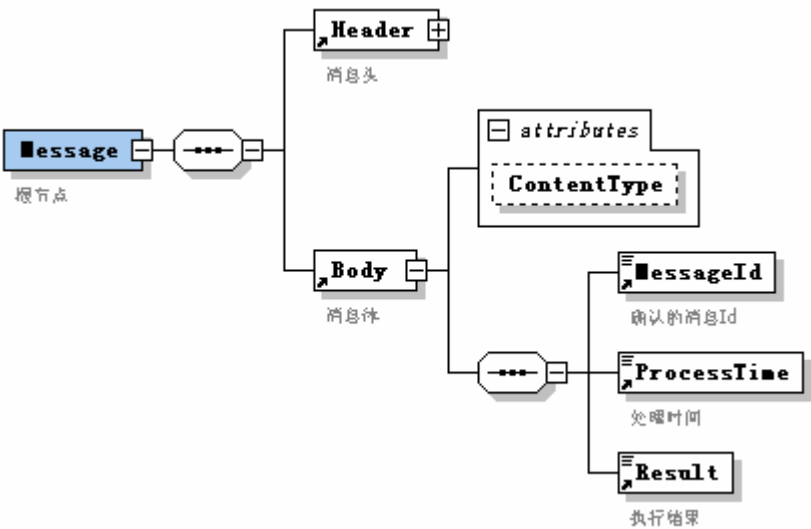 Header
消息头
Message
根节点
attributes
ContentType
Body
消息体
MessageId
确认的消息Id
ProcessTime
处理时间
Result
执行结果